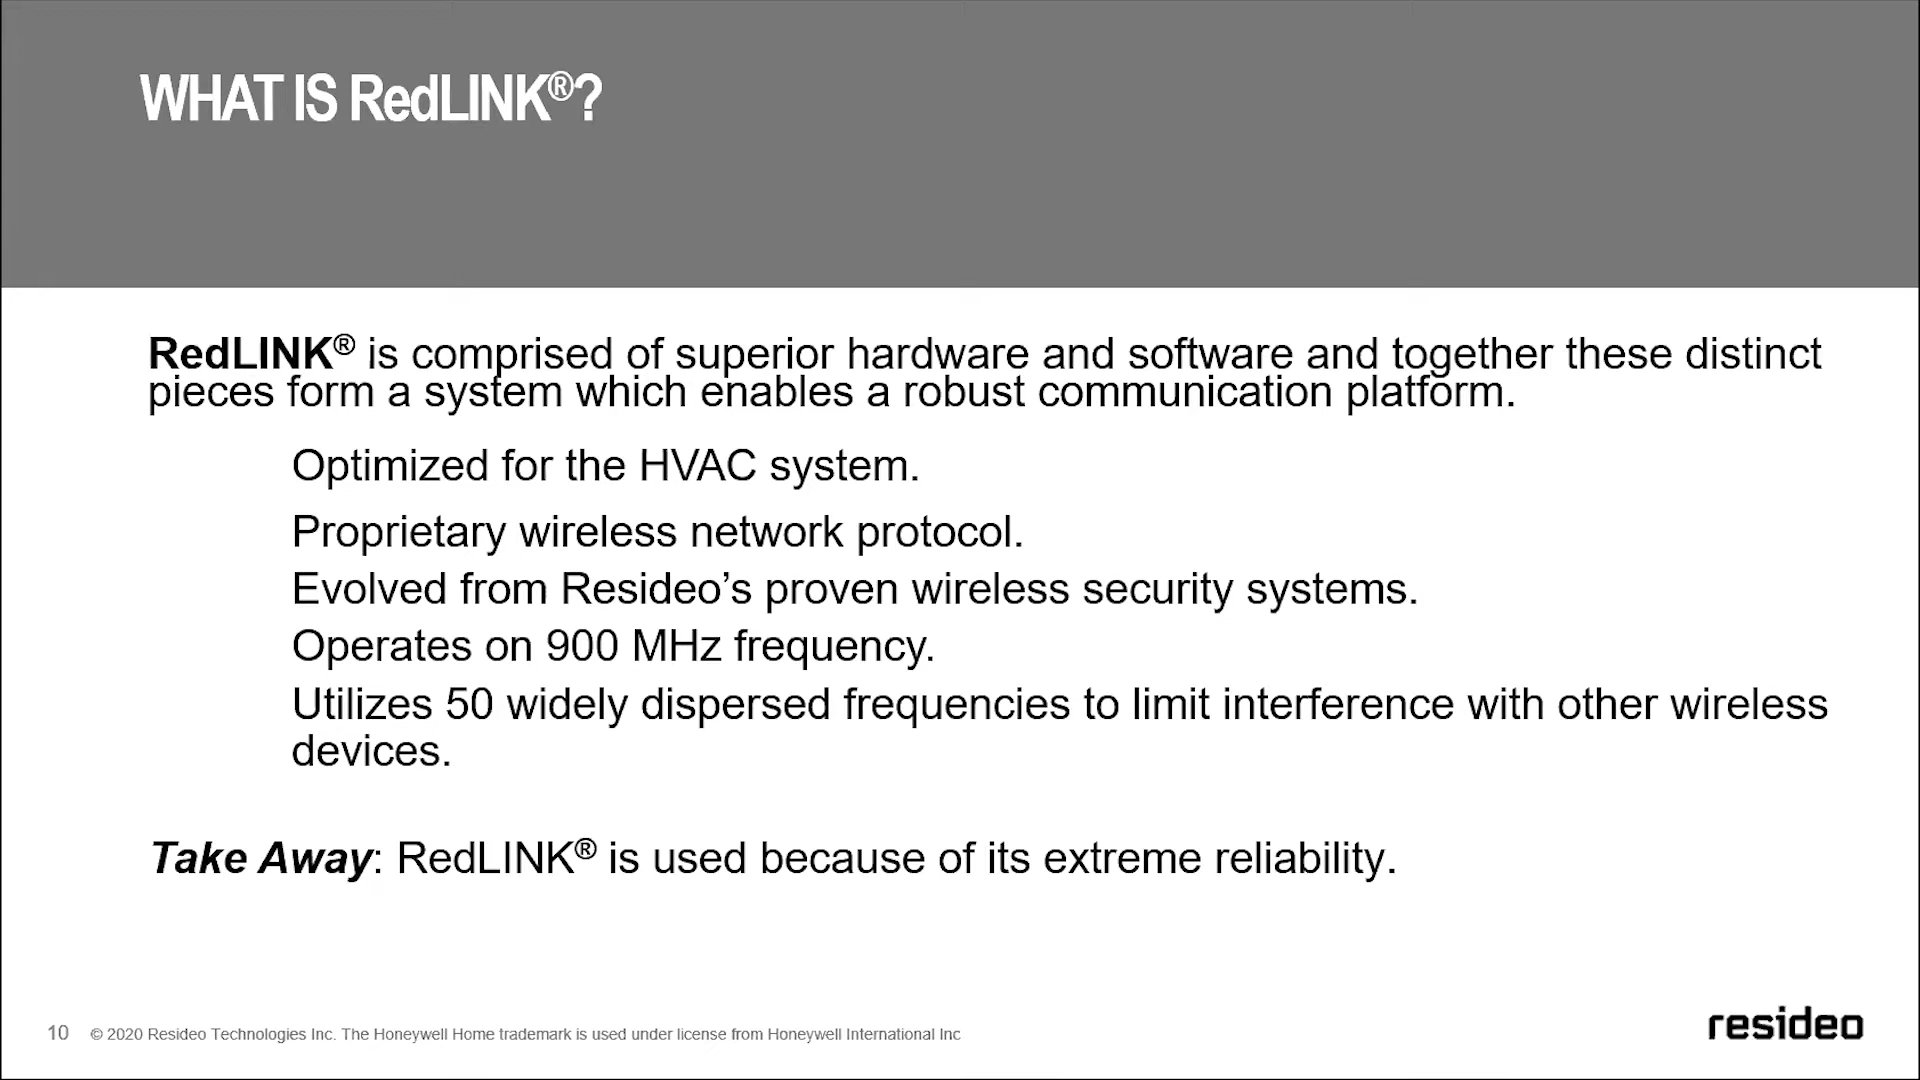 WHAT IS RedLINK®?
RedLINK® is comprised of superior hardware and software and together these distinct
pieces form a system which enables a robust communication platform.
Optimized for the HVAC system.
Proprietary wireless network protocol.
Evolved from Resideo’s proven wireless security systems.
Operates on 900 MHz frequency.
Utilizes 50 widely dispersed frequencies to limit interference with other wireless
devices.
Take Away: RedLINK® is used because of its extreme reliability.
10 © 2020 Resideo Technologies Inc. The Honeywell Home trademark is used under license from Honeywell International Inc
resideo